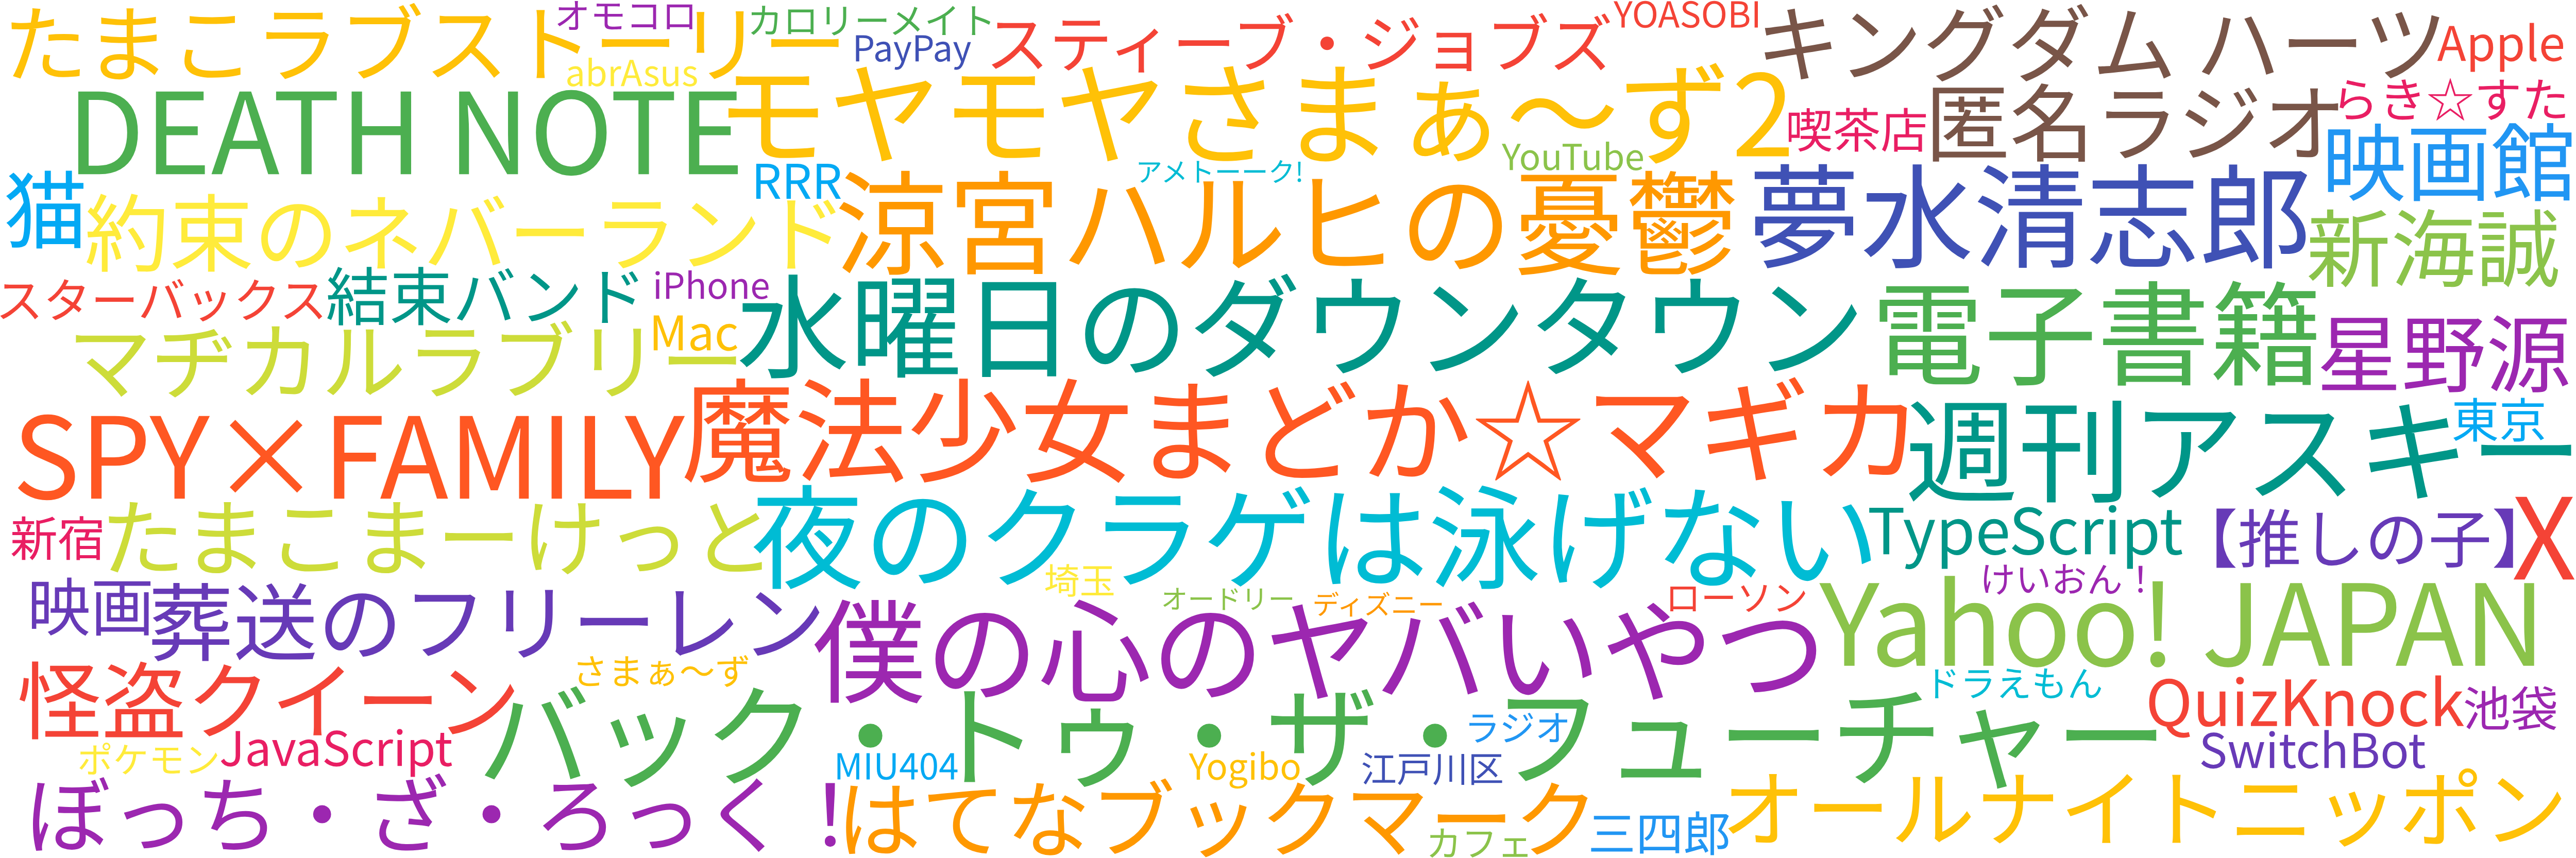 たまこラブストーリー
オモコロ
カロリーメイト
PayPay
abrAsus
スティーブ・ジョブズ
YOASOBI
キングダム ハーツ
Apple
DEATH NOTE
モヤモヤさまぁ～ず2
喫茶店
匿名ラジオ
らき☆すた
映画館
猫
約束のネバーランド
RRR
アメトーーク!
YouTube
涼宮ハルヒの憂鬱
夢水清志郎
新海誠
スターバックス
結束バンド
iPhone
Mac
水曜日のダウンタウン
電子書籍
星野源
マヂカルラブリー
SPY×FAMILY
魔法少女まどか☆マギカ
週刊アスキー
東京
新宿
たまこまーけっと
夜のクラゲは泳げない
TypeScript
【推しの子】
X
映画
葬送のフリーレン
埼玉
オードリー
ディズニー
ローソン
けいおん！
僕の心のヤバいやつ
Yahoo! JAPAN
怪盗クイーン
さまぁ～ず
ドラえもん
QuizKnock
池袋
バック・トゥ・ザ・フューチャー
ラジオ
ポケモン
JavaScript
MIU404
Yogibo
江戸川区
SwitchBot
ぼっち・ざ・ろっく！
はてなブックマーク
カフェ
三四郎
オールナイトニッポン